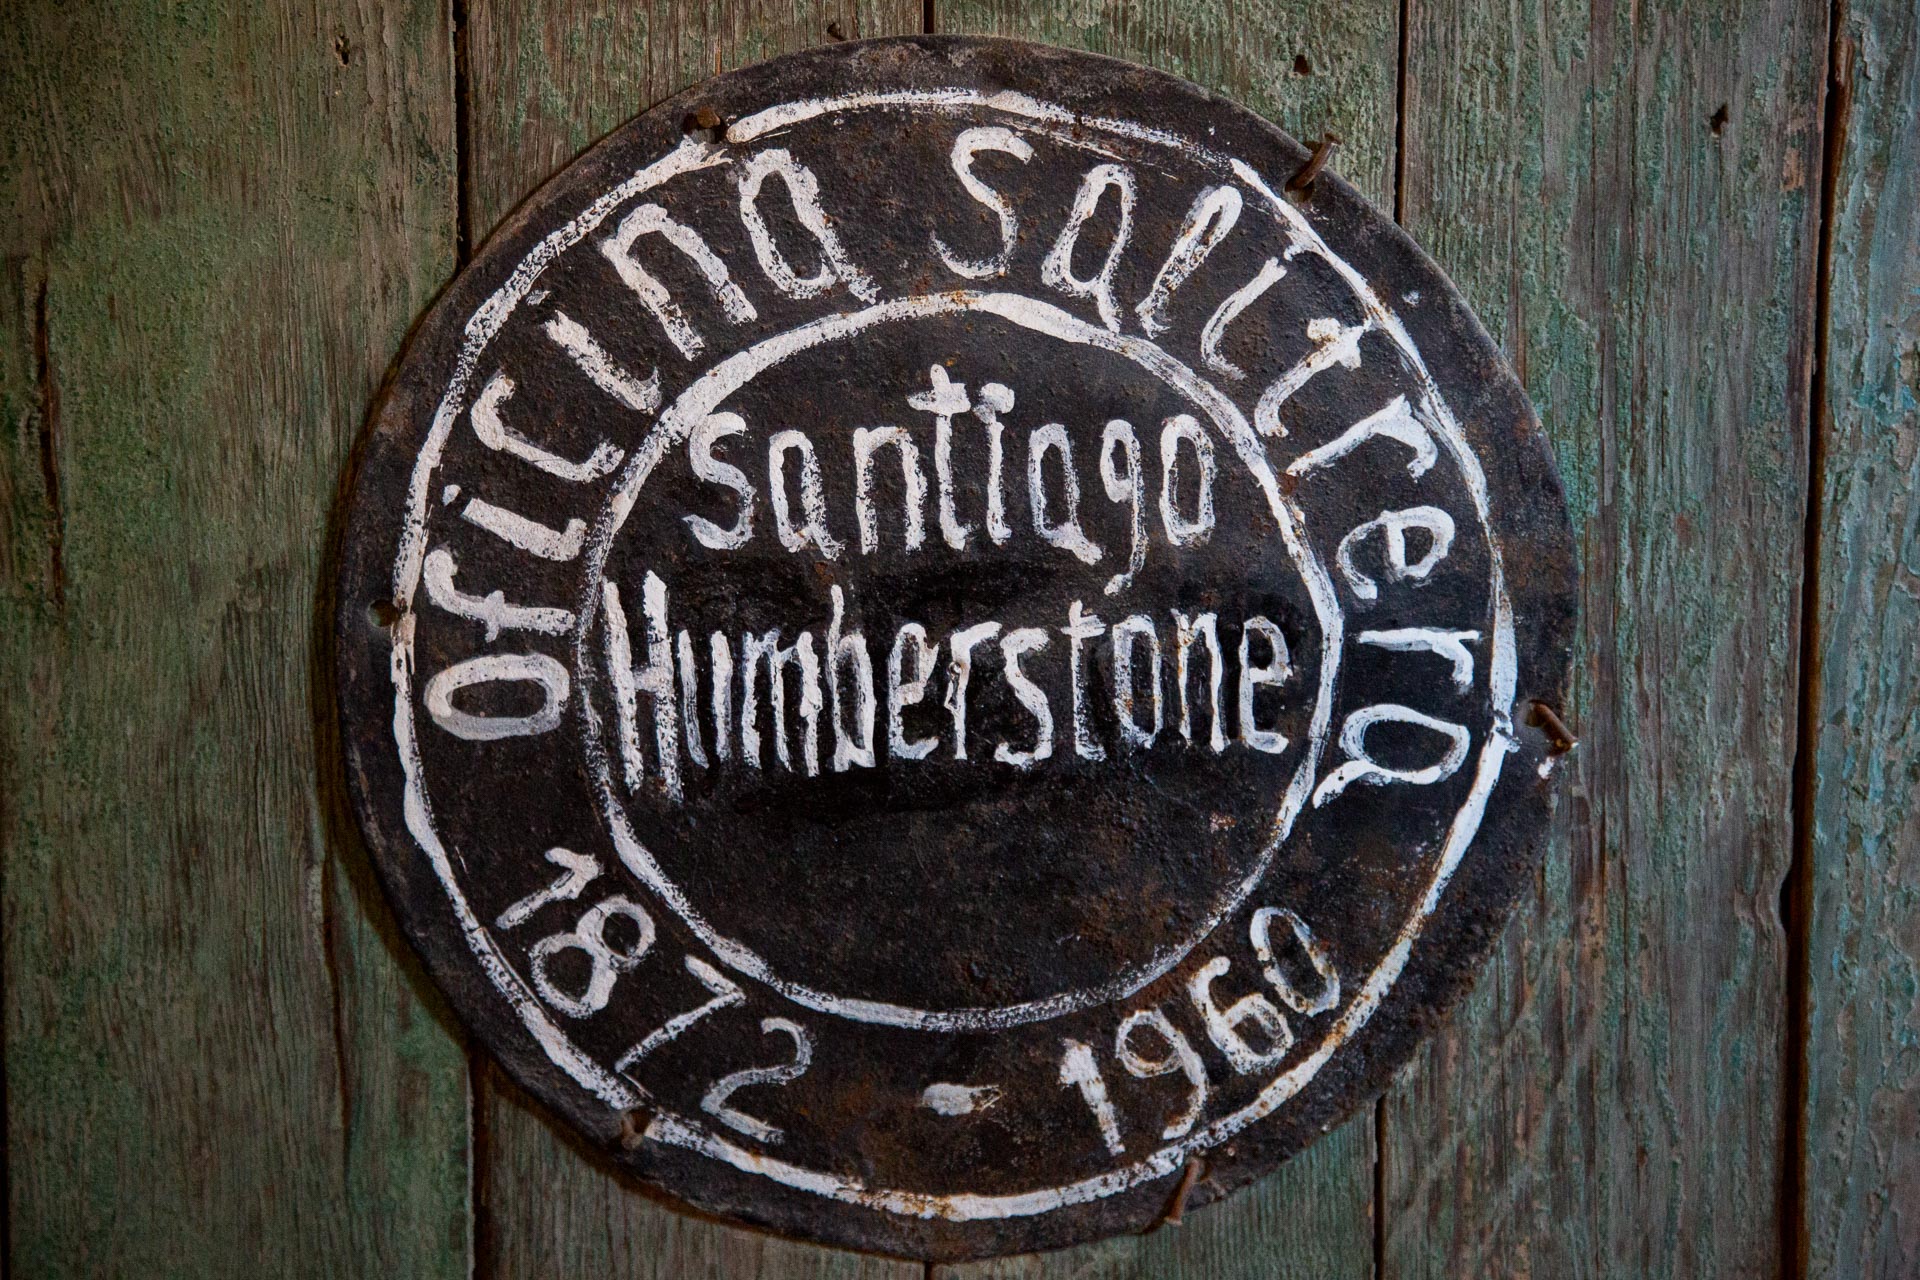 Oficina Salitrera
Santiago
Humberstone
1872 - 1960